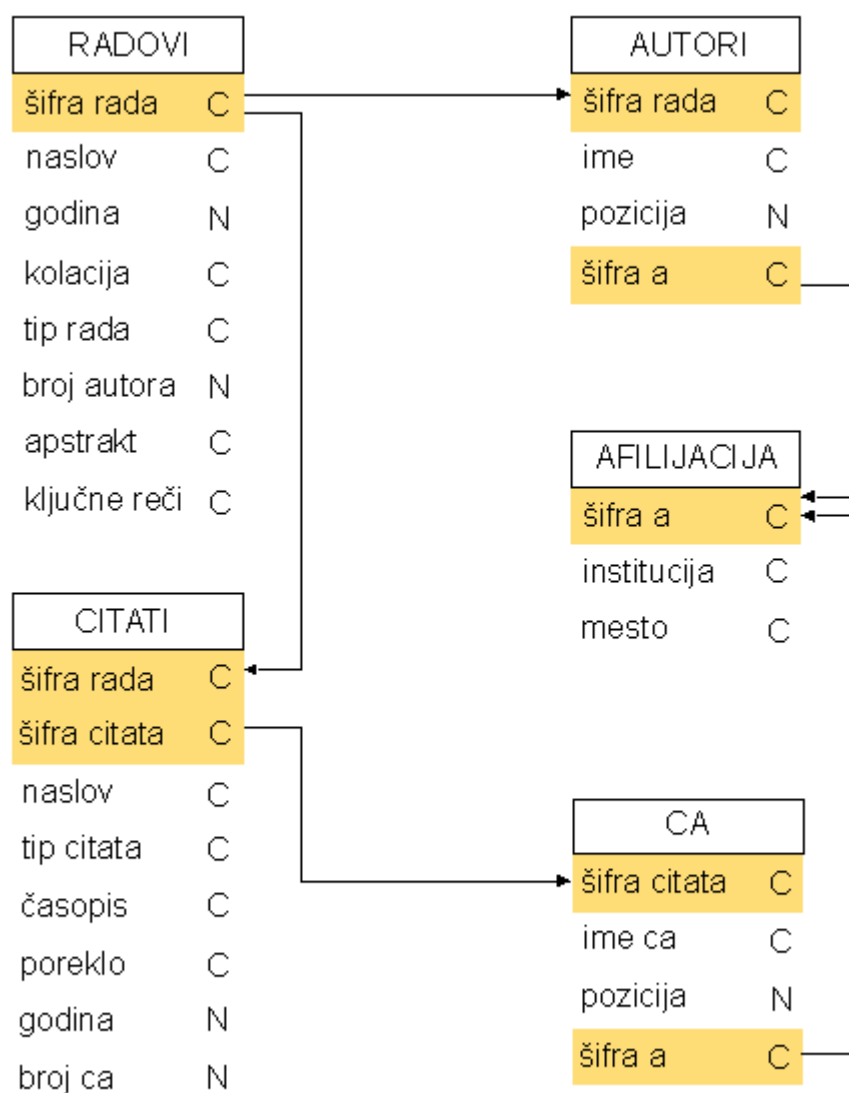 RADOVI
šifra rada C
naslov C
godina N
kolacija C
tip rada C
broj autora N
apstrakt C
ključne reči C
CITATI
šifra rada C
šifra citata C
naslov C
tip citata C
časopis C
poreklo C
godina N
broj ca N
AUTORI
šifra rada C
ime C
pozicija N
šifra a C
AFILIJACIJA
šifra a C
institucija C
mesto C
CA
šifra citata C
ime ca C
pozicija N
šifra a C